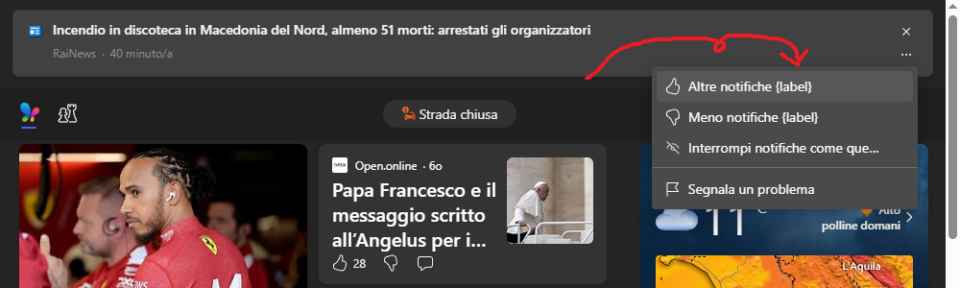 Incendio in discoteca in Macedonia del Nord, almeno 51 morti: arrestati gli organizzatori
RaiNews · 40 minuto/a
Altre notifiche {label}
Meno notifiche {label}
Interrompi notifiche come que...
Segnala un problema
Strada chiusa
OPEN
Open.online · 6o
Papa Francesco e il
messaggio scritto
all'Angelus per i...
28
11 °C
Alto
polline domani
L'Aquila